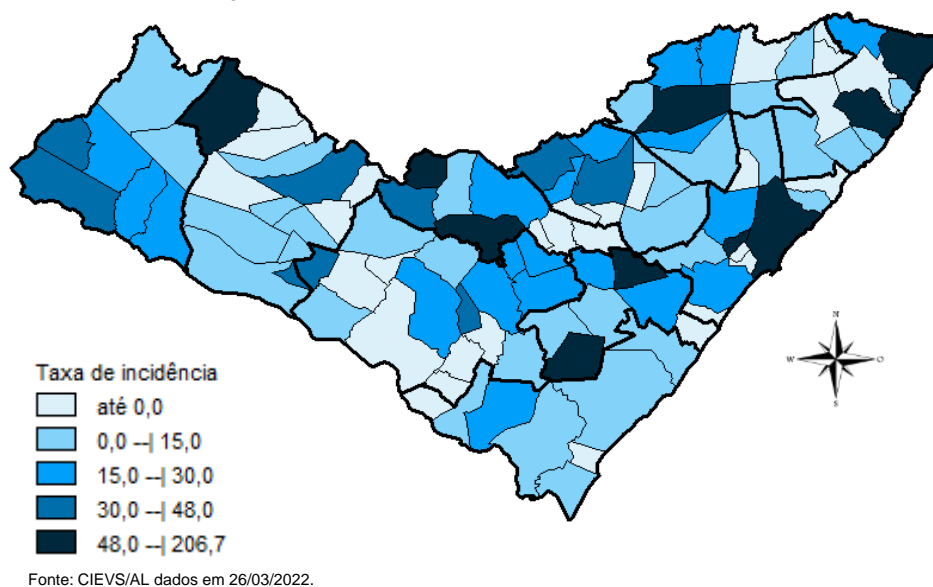 N
W
O
S
Taxa de incidência
até 0,0
0,0 --| 15,0
15,0 --| 30,0
30,0 --| 48,0
48,0 --| 206,7
Fonte: CIEVS/AL dados em 26/03/2022.